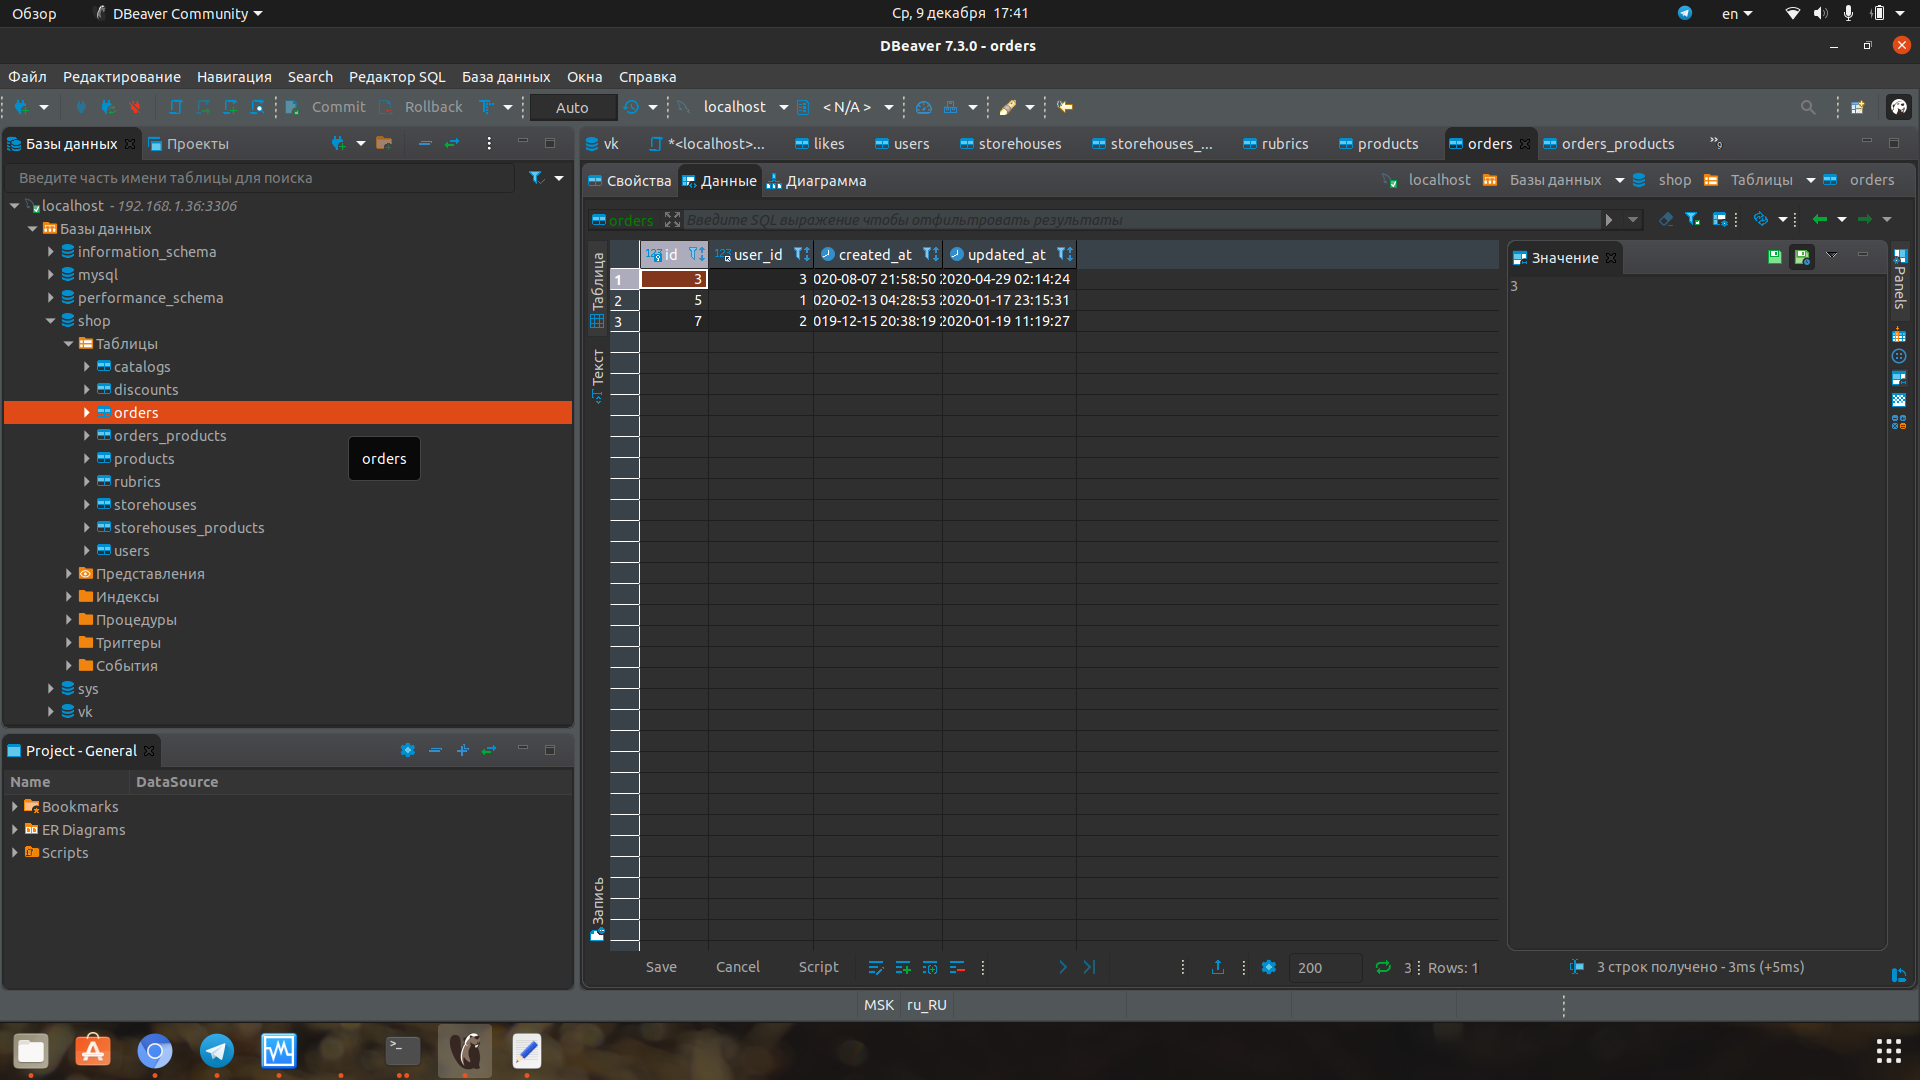 Обзор DBeaver Community Ср, 9 декабря 17:41 en
DBeaver 7.3.0 - orders
Файл Редактирование Навигация Search Редактор SQL База данных Окна Справка
Commit Rollback Auto localhost < N/A >
Базы данных Проекты
Введите часть имени таблицы для поиска
localhost - 192.168.1.36:3306
Базы данных
information_schema
mysql
performance_schema
shop
Таблицы
catalogs
discounts
orders
orders_products
products
rubrics
storehouses
storehouses_products
users
Представления
Индексы
Процедуры
Триггеры
События
sys
vk
orders
Project - General
Name DataSource
Bookmarks
ER Diagrams
Scripts
vk *<localhost>... likes users storehouses storehouses_... rubrics products orders orders_products »9
Свойства Данные Диаграмма localhost Базы данных shop Таблицы orders
orders Введите SQL выражение чтобы отфильтровать результаты
Таблица
Текст
Запись
123 id 123 user_id created_at updated_at
1 3 3 020-08-07 21:58:50 2020-04-29 02:14:24
2 5 1 020-02-13 04:28:53 2020-01-17 23:15:31
3 7 2 019-12-15 20:38:19 2020-01-19 11:19:27
Значение
3
Panels
Save Cancel Script 200 3 Rows: 1 3 строк получено - 3ms (+5ms)
MSK ru_RU